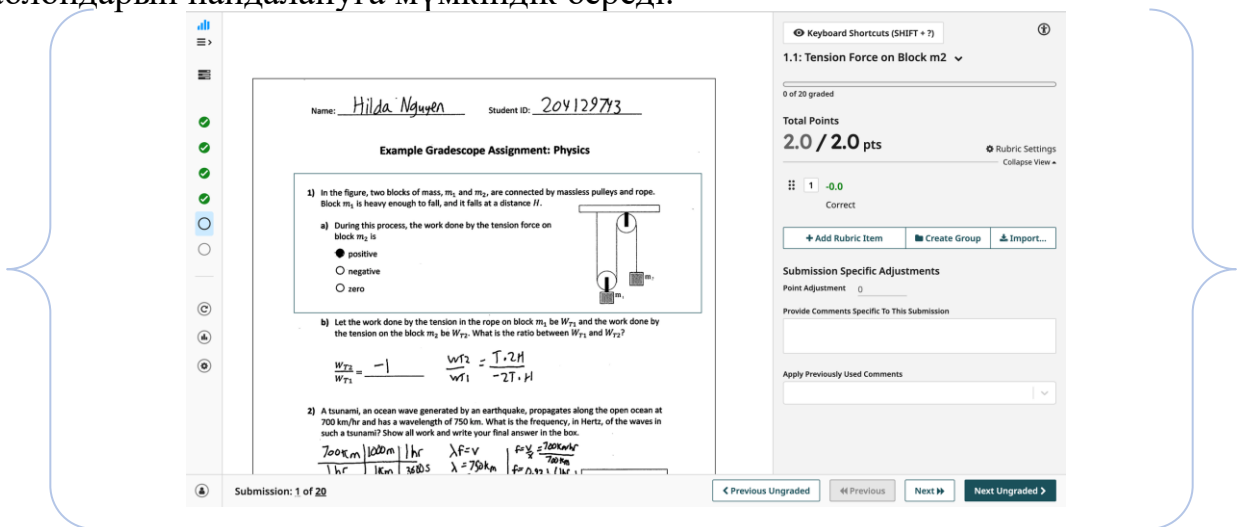 мүмкіндік береді.
Keyboard Shortcuts (SHIFT + ?)
1.1: Tension Force on Block m2
0 of 20 graded
Total Points
2.0 / 2.0 pts
Rubric Settings
Collapse View
1 -0.0
Correct
+ Add Rubric Item Create Group Import...
Submission Specific Adjustments
Point Adjustment 0
Provide Comments Specific To This Submission
Apply Previously Used Comments
Name: Hilda Nguyen Student ID: 204129743
Example Gradescope Assignment: Physics
1) In the figure, two blocks of mass, m₁ and m₂, are connected by massless pulleys and rope.
Block m₁ is heavy enough to fall, and it falls at a distance H.
a) During this process, the work done by the tension force on
block m₂ is
positive
negative
zero
m₂
m₁
b) Let the work done by the tension in the rope on block m₁ be W_T1 and the work done by
the tension on the block m₂ be W_T2. What is the ratio between W_T1 and W_T2?
W_T2 / W_T1 = -1 WT2 / WT1 = T·2H / -2T·H
2) A tsunami, an ocean wave generated by an earthquake, propagates along the open ocean at
700 km/hr and has a wavelength of 750 km. What is the frequency, in Hertz, of the waves in
such a tsunami? Show all work and write your final answer in the box.
700km | 1000m | 1hr λf=v
1hr | 1km | 3600s λ=750km
Submission: 1 of 20
Previous Ungraded Previous Next Next Ungraded